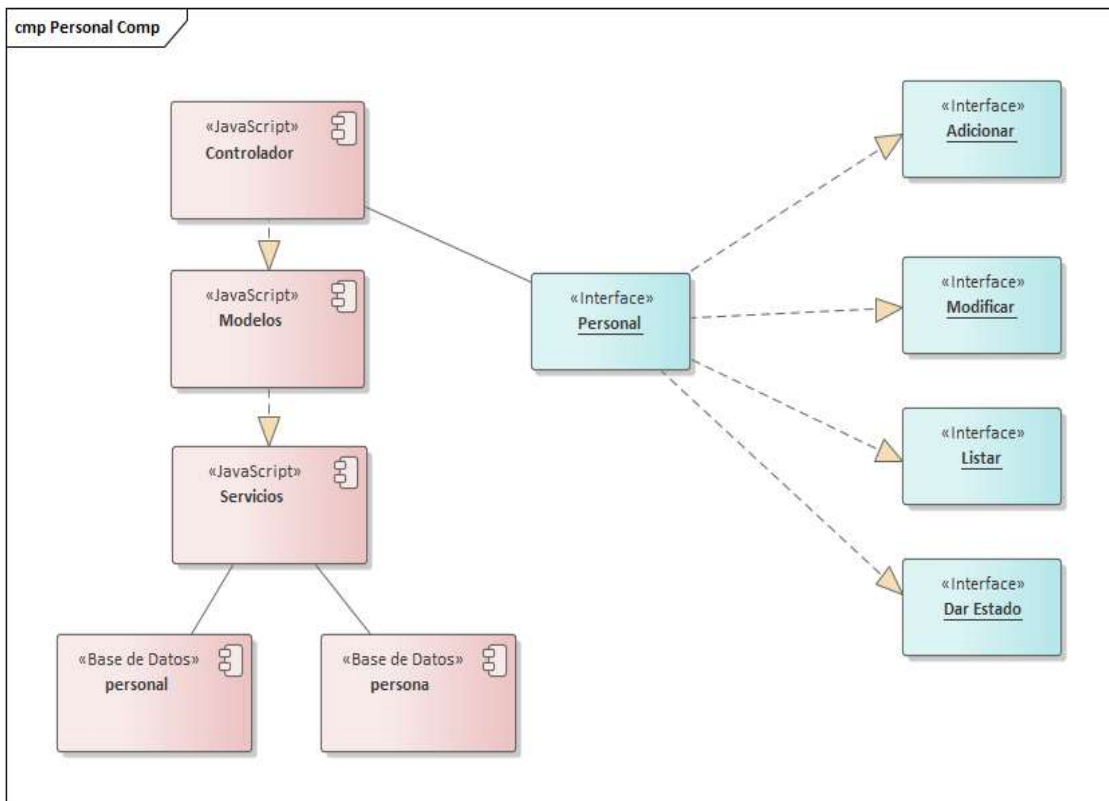 cmp Personal Comp
«JavaScript»
Controlador
«JavaScript»
Modelos
«JavaScript»
Servicios
«Base de Datos»
personal
«Base de Datos»
persona
«Interface»
Personal
«Interface»
Adicionar
«Interface»
Modificar
«Interface»
Listar
«Interface»
Dar Estado